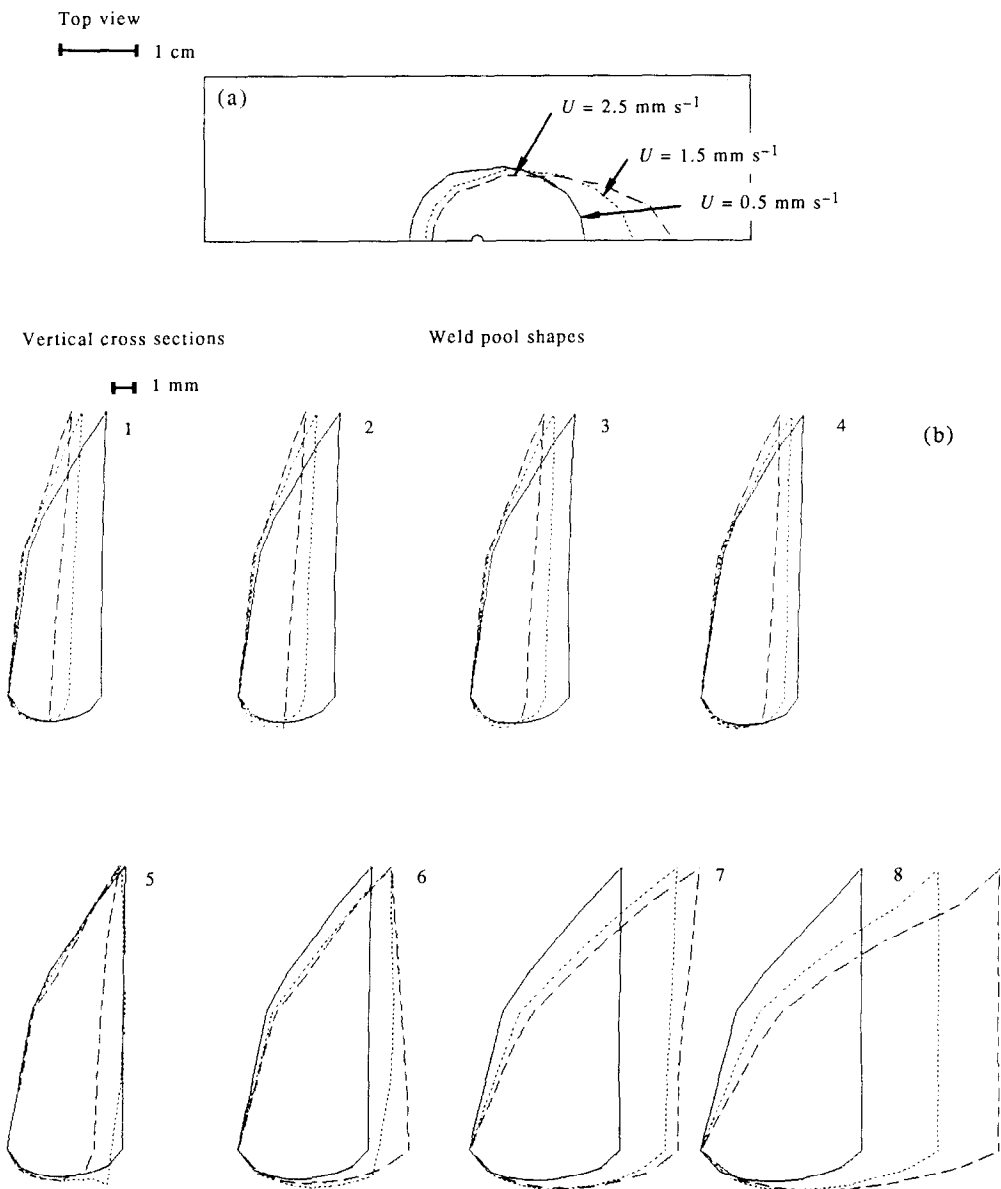 Top view
1 cm
(a)
U = 2.5 mm s⁻¹
U = 1.5 mm s⁻¹
U = 0.5 mm s⁻¹
Vertical cross sections
Weld pool shapes
1 mm
1
2
3
4
(b)
5
6
7
8